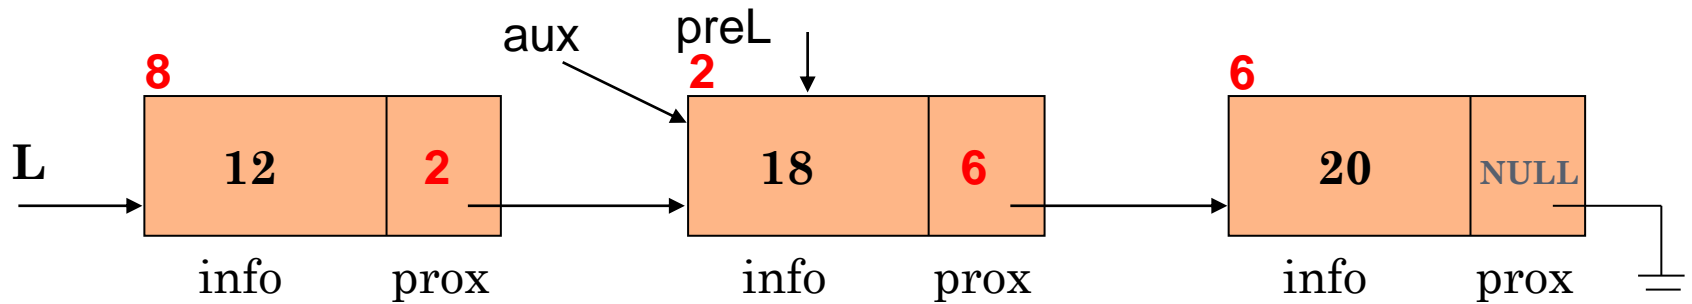 aux preL
8 2 6
L 12 2 18 6 20 NULL
info prox info prox info prox